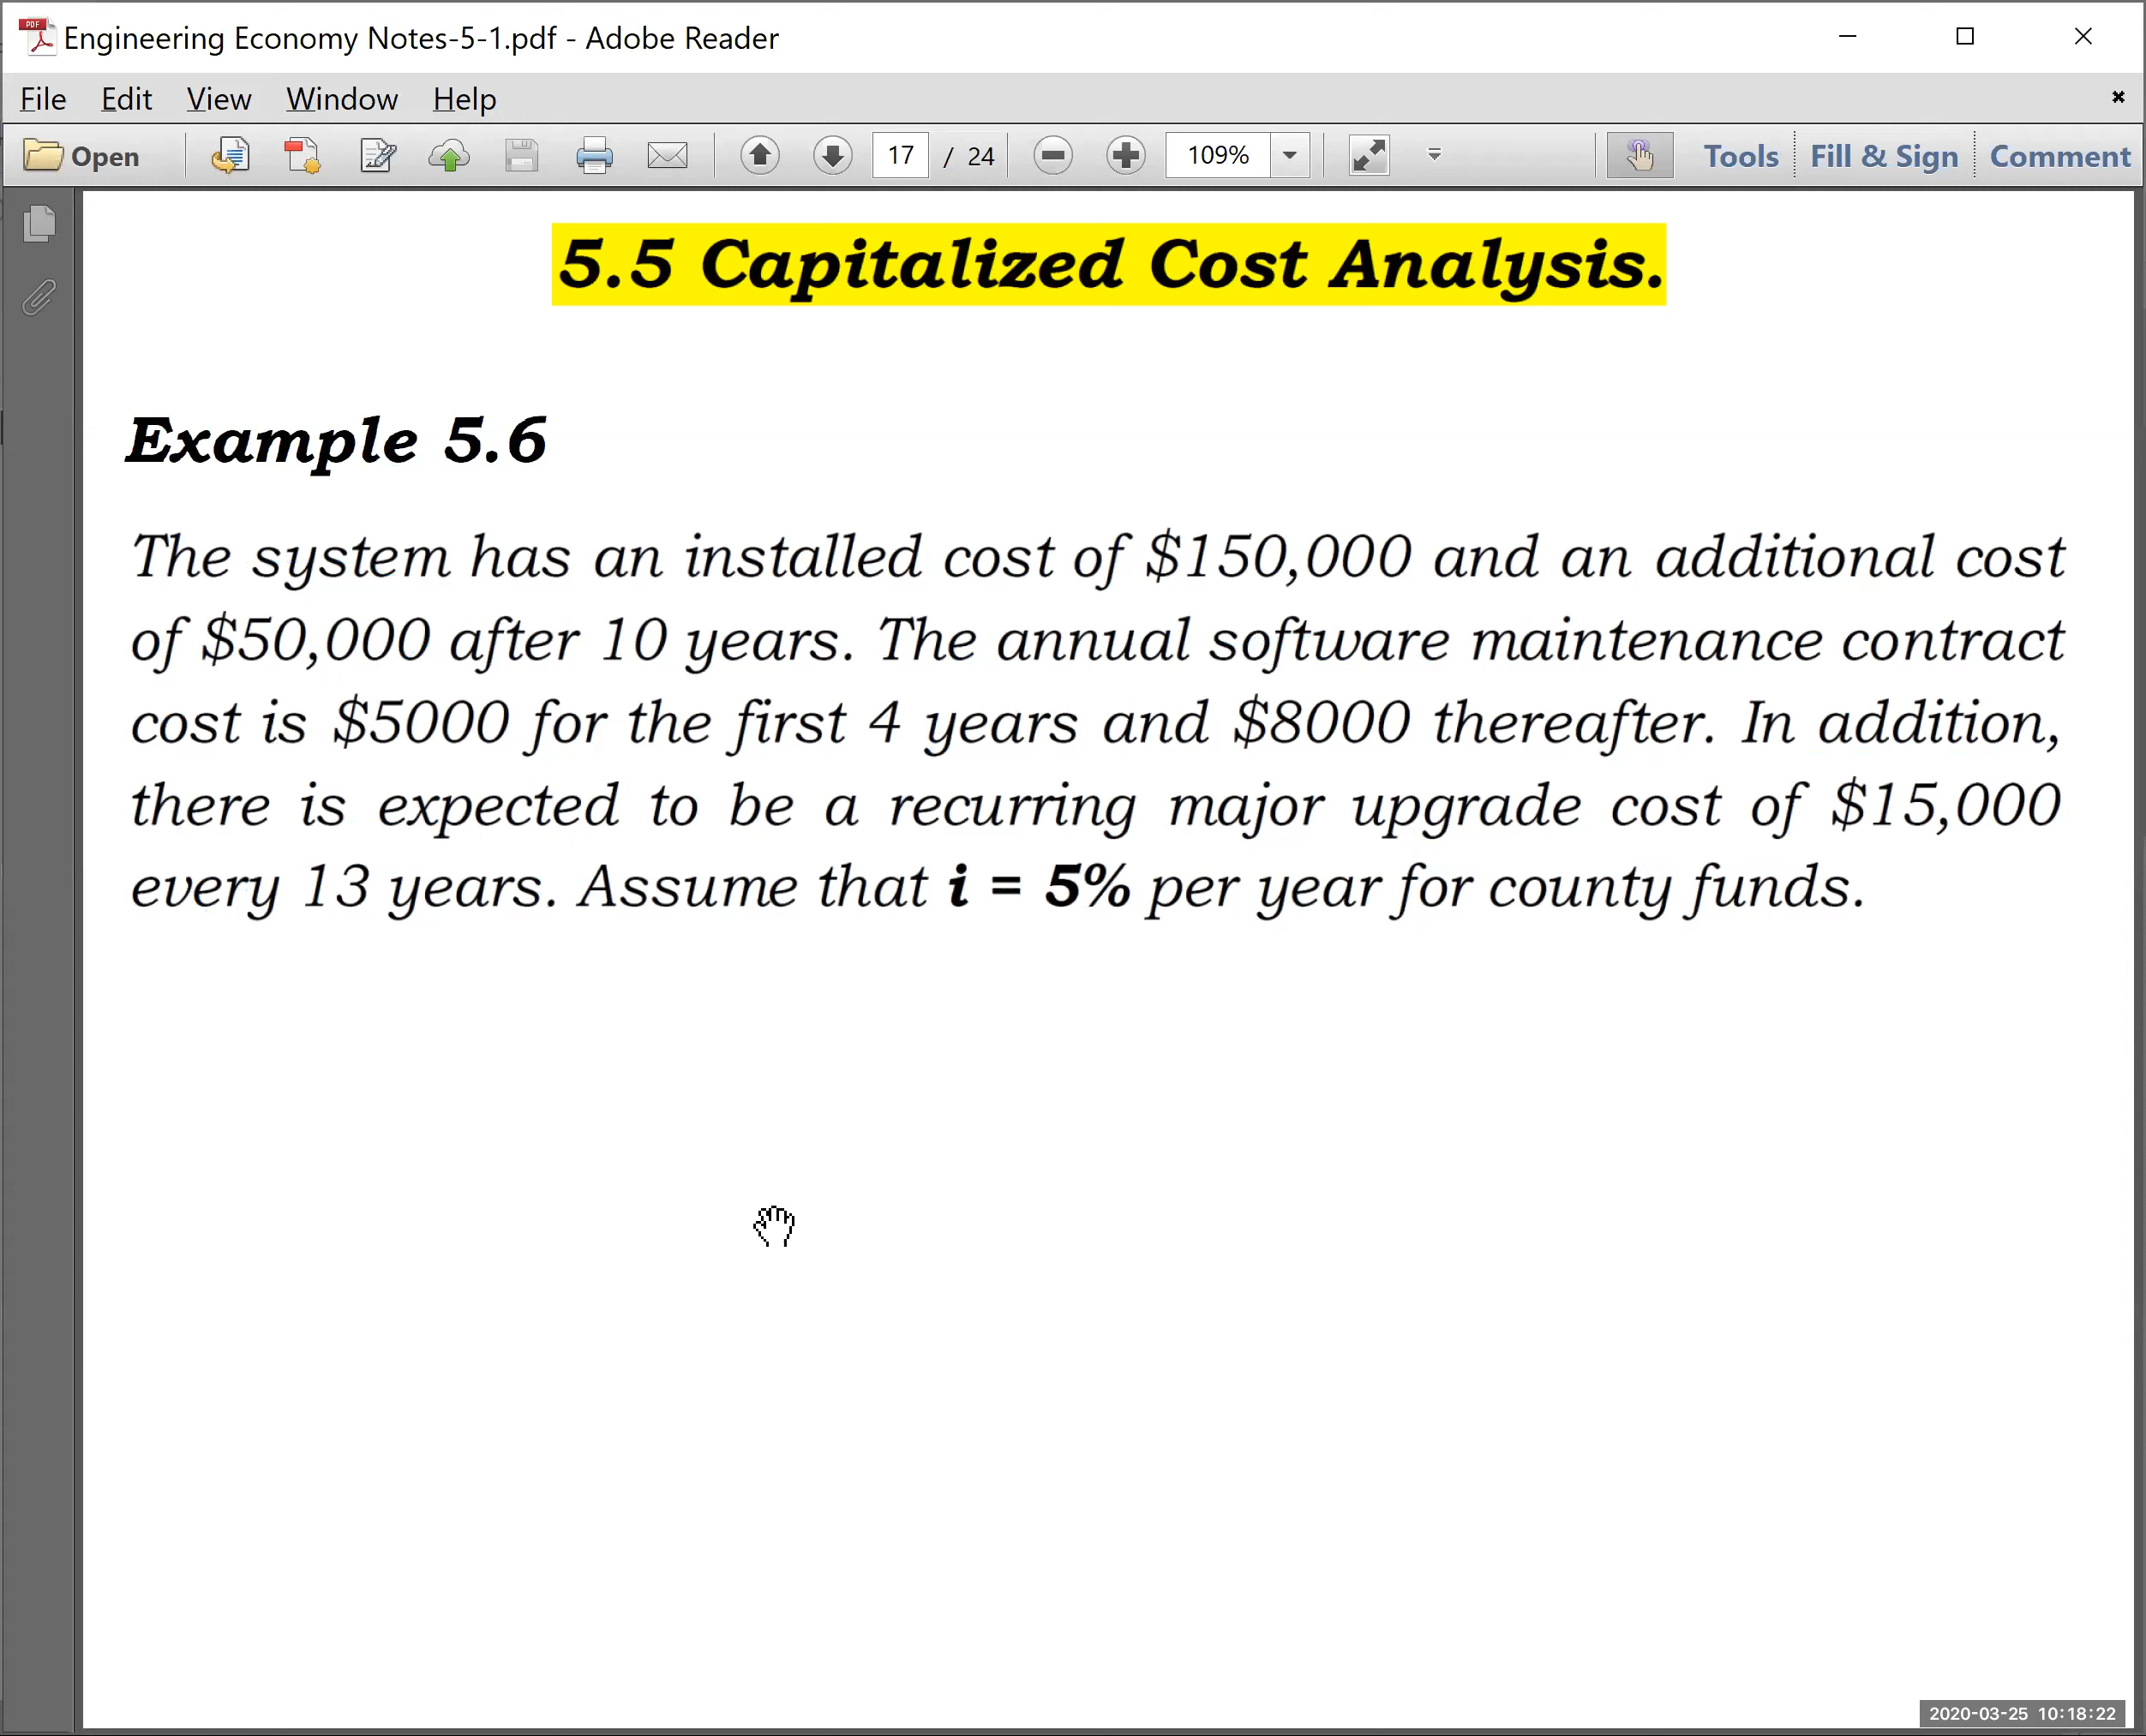 Engineering Economy Notes-5-1.pdf - Adobe Reader
File Edit View Window Help
Open 17 / 24 109% Tools Fill & Sign Comment
5.5 Capitalized Cost Analysis.
Example 5.6
The system has an installed cost of $150,000 and an additional cost
of $50,000 after 10 years. The annual software maintenance contract
cost is $5000 for the first 4 years and $8000 thereafter. In addition,
there is expected to be a recurring major upgrade cost of $15,000
every 13 years. Assume that i = 5% per year for county funds.
2020-03-25 10:18:22